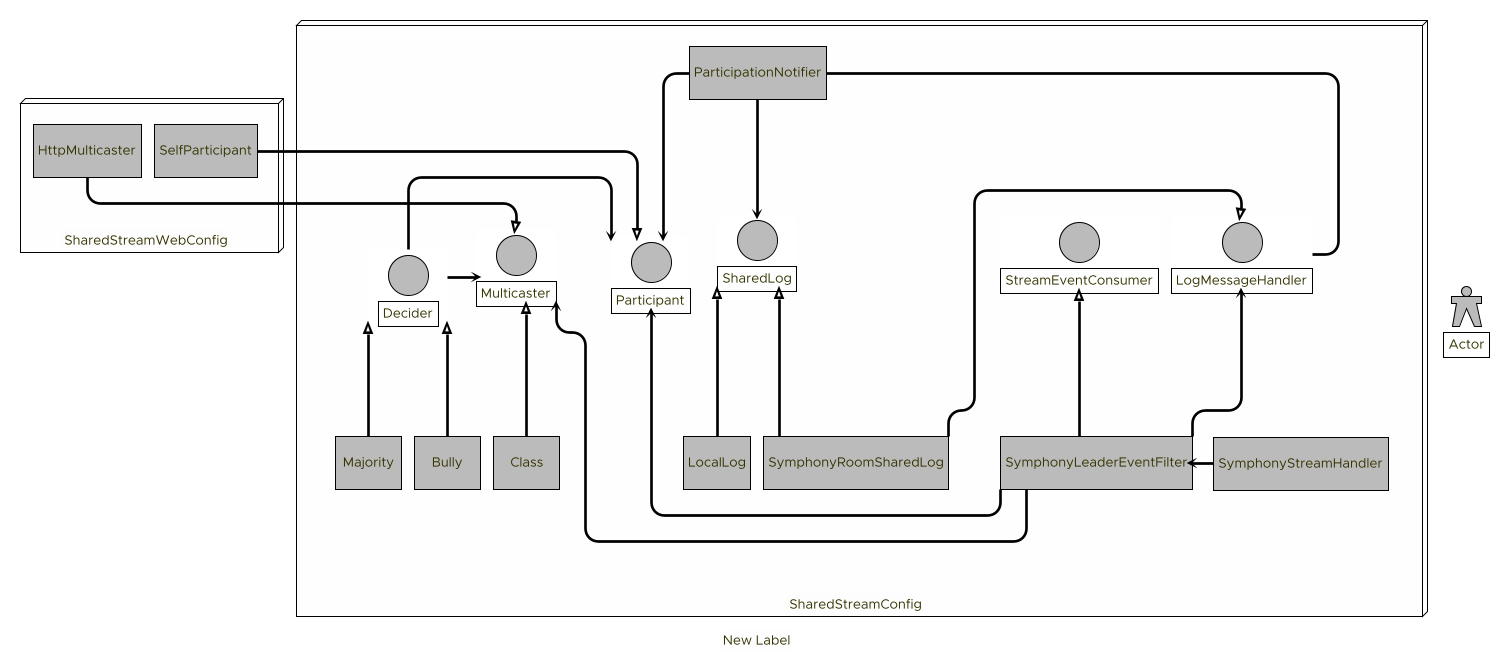 ParticipationNotifier
HttpMulticaster
SelfParticipant
SharedStreamWebConfig
Decider
Multicaster
Participant
SharedLog
StreamEventConsumer
LogMessageHandler
Actor
Majority
Bully
Class
LocalLog
SymphonyRoomSharedLog
SymphonyLeaderEventFilter
SymphonyStreamHandler
SharedStreamConfig
New Label